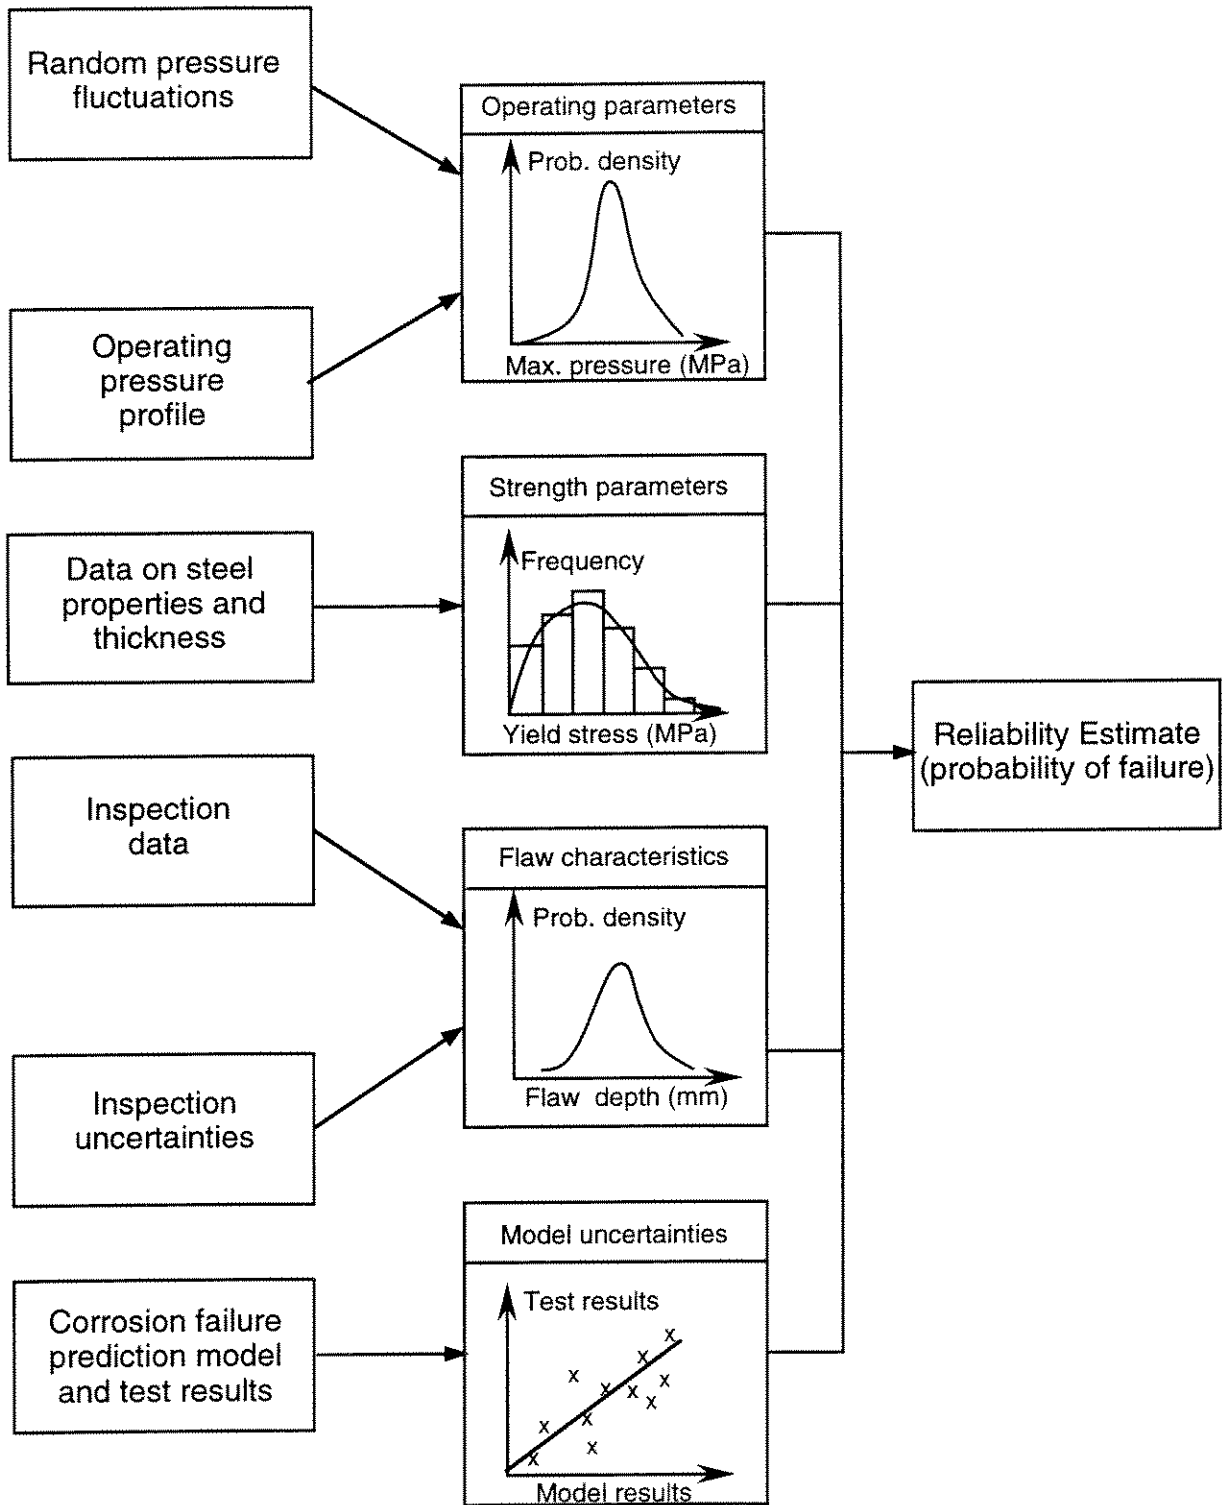 Random pressure
fluctuations
Operating parameters
Prob. density
Max. pressure (MPa)
Operating
pressure
profile
Strength parameters
Frequency
Yield stress (MPa)
Data on steel
properties and
thickness
Reliability Estimate
(probability of failure)
Inspection
data
Flaw characteristics
Prob. density
Flaw depth (mm)
Inspection
uncertainties
Model uncertainties
Test results
x
x
x
x
x
x
x
x
x
x
x
Model results
Corrosion failure
prediction model
and test results